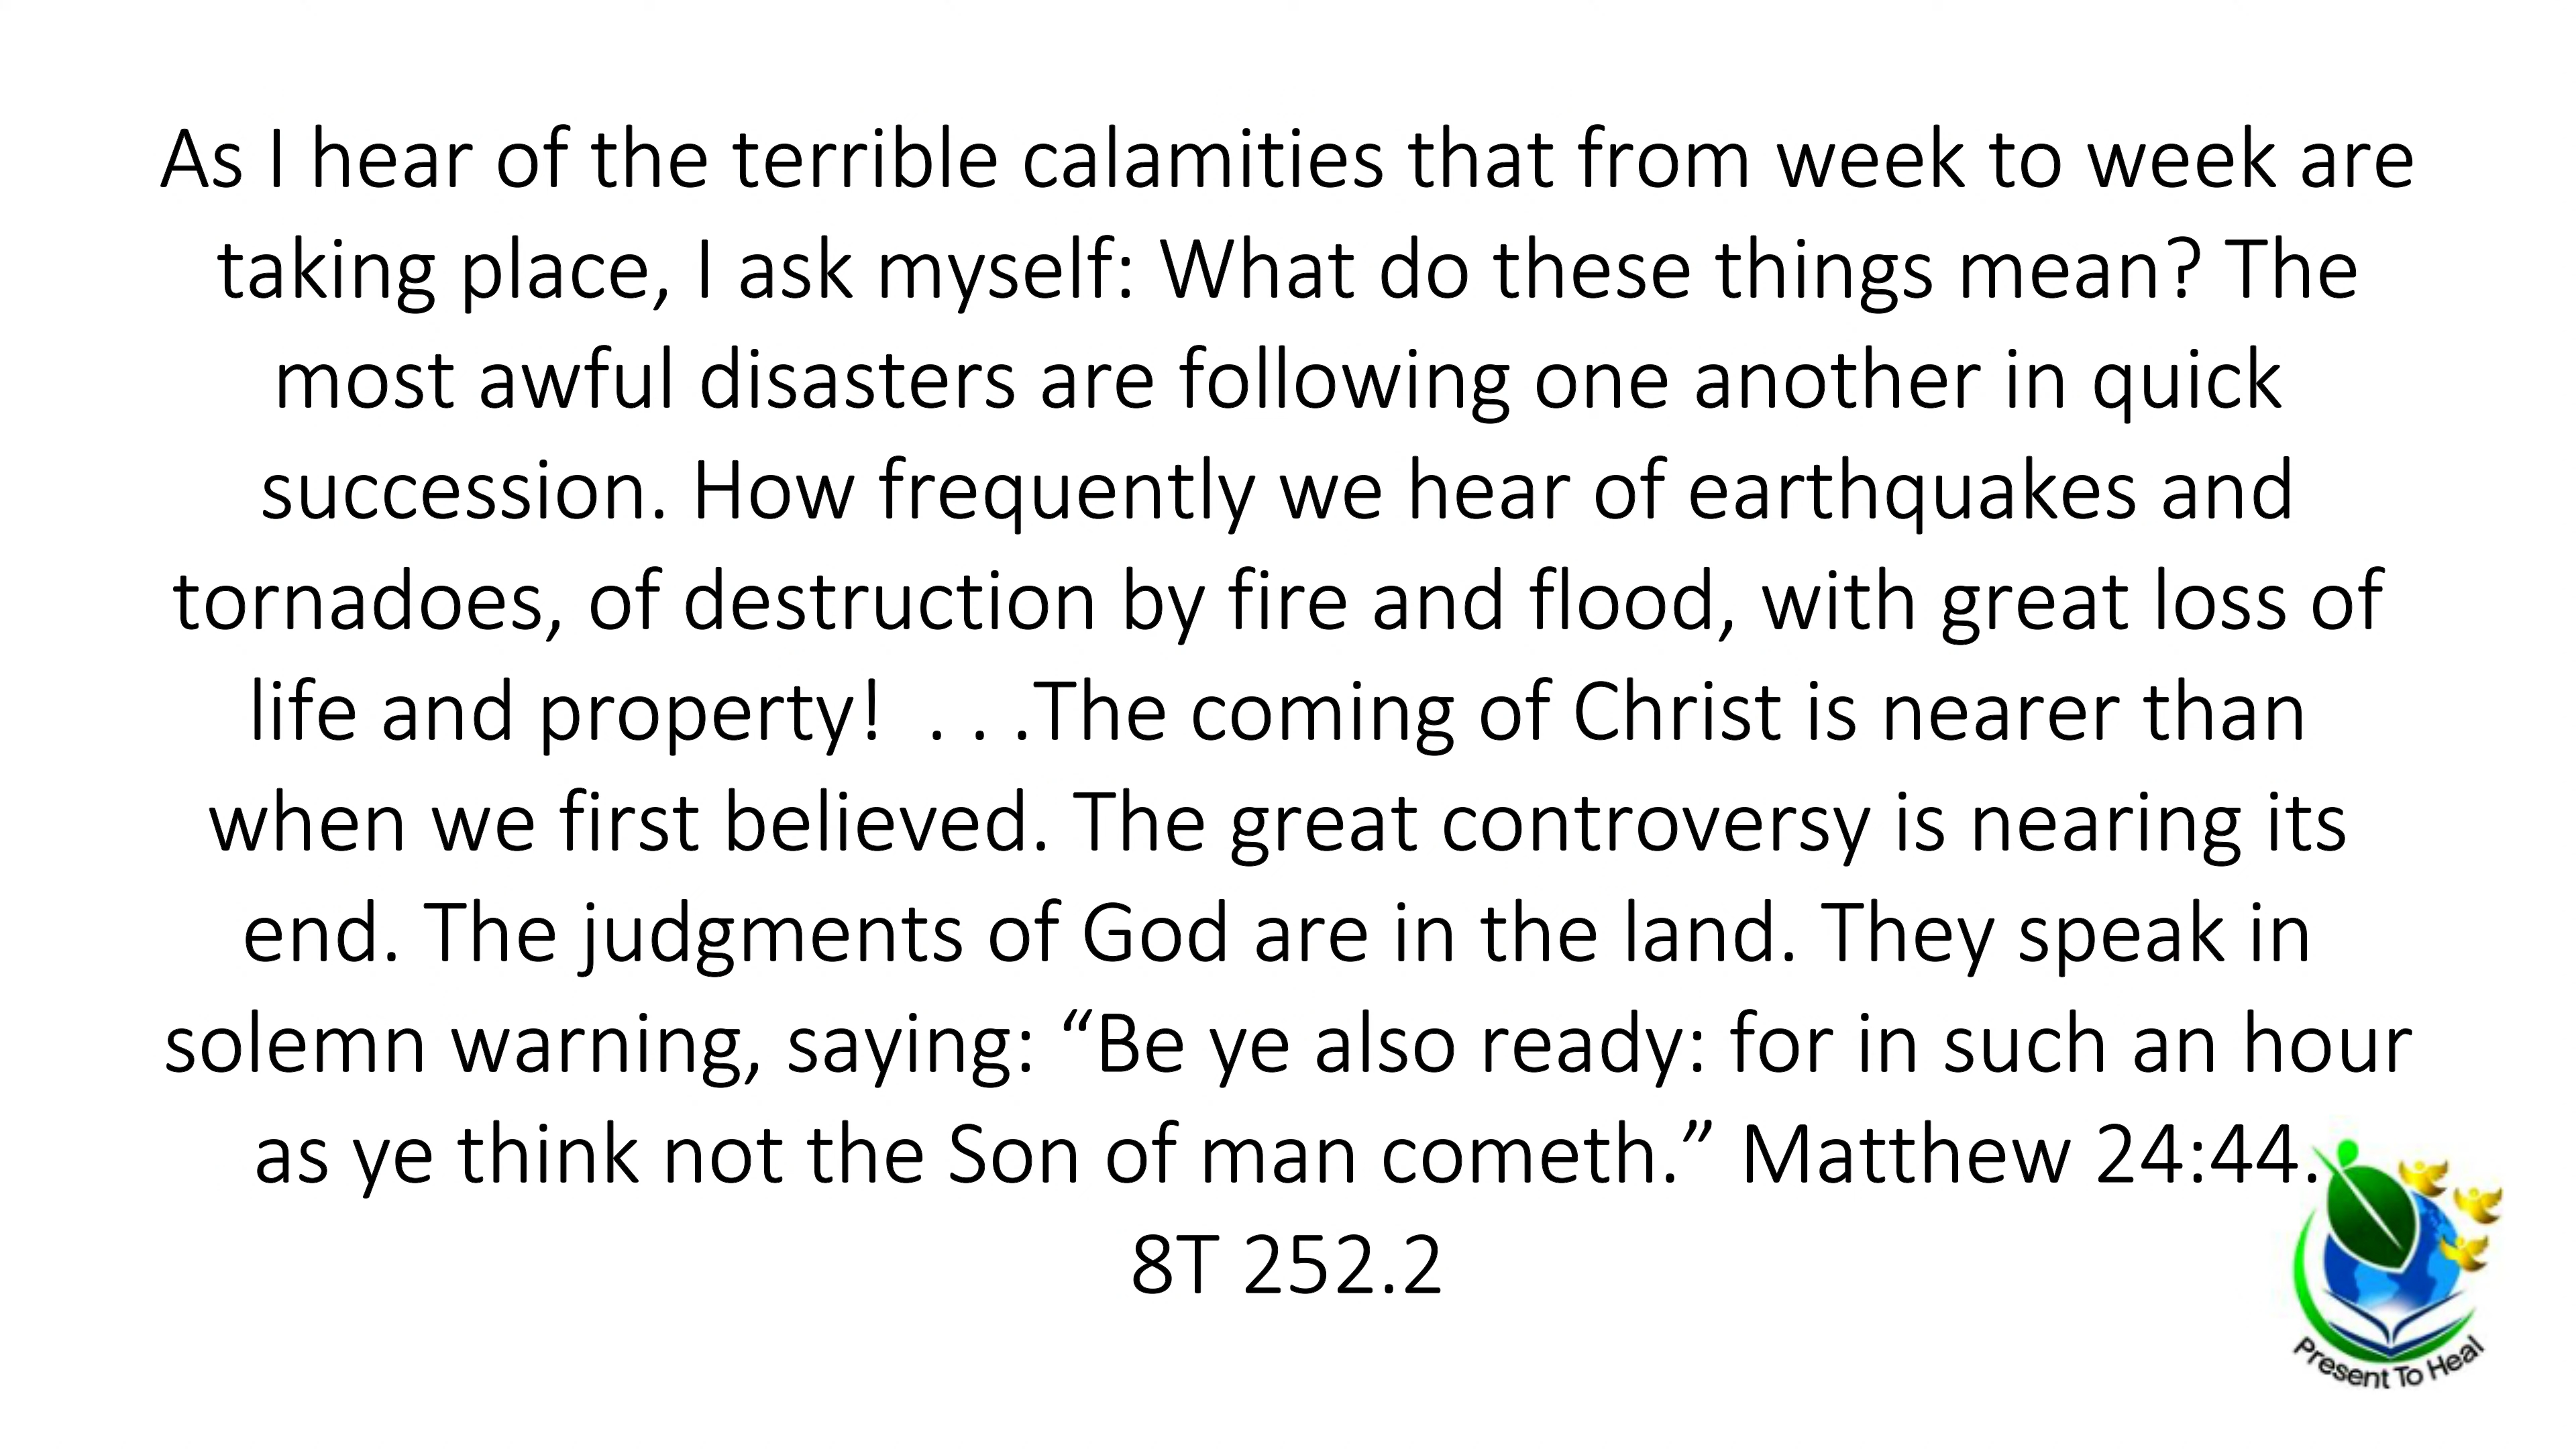 As I hear of the terrible calamities that from week to week are
taking place, I ask myself: What do these things mean? The
most awful disasters are following one another in quick
succession. How frequently we hear of earthquakes and
tornadoes, of destruction by fire and flood, with great loss of
life and property!  . . .The coming of Christ is nearer than
when we first believed. The great controversy is nearing its
end. The judgments of God are in the land. They speak in
solemn warning, saying: “Be ye also ready: for in such an hour
as ye think not the Son of man cometh.” Matthew 24:44.
8T 252.2
Present To Heal